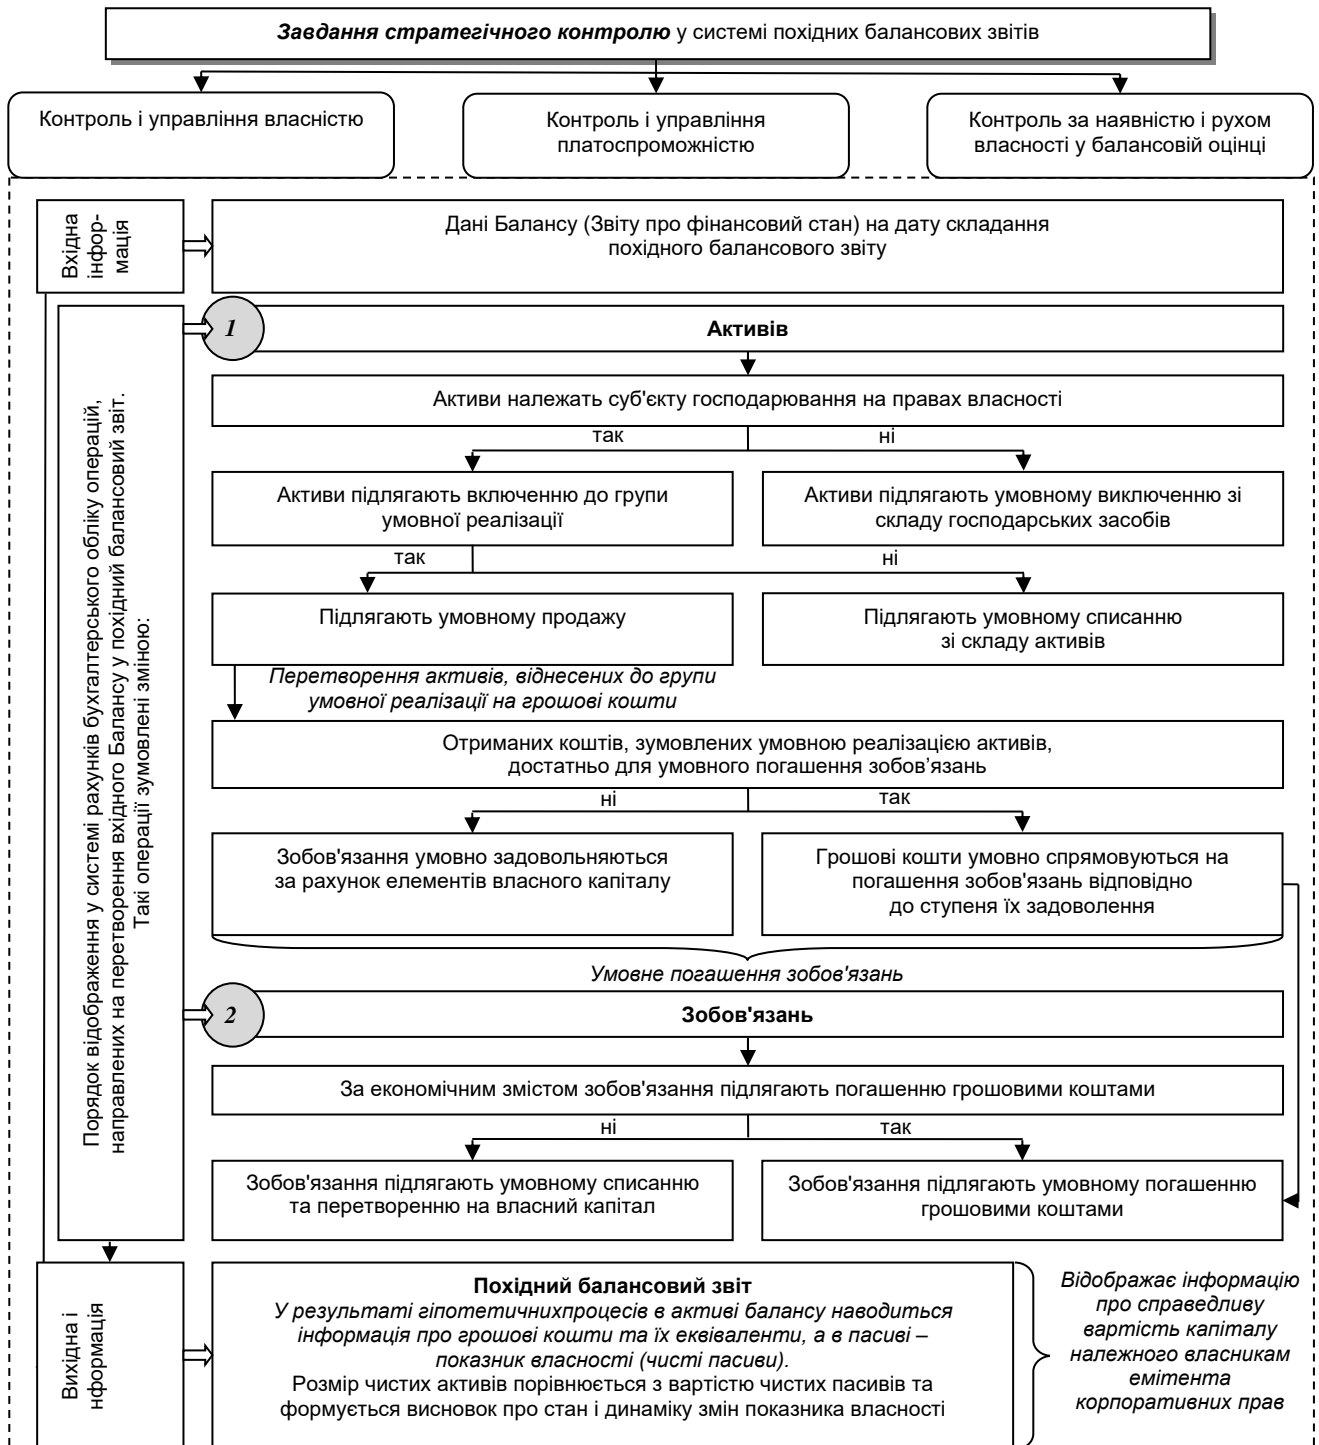 Завдання стратегічного контролю у системі похідних балансових звітів
Контроль і управління власністю
Контроль і управління
платоспроможністю
Контроль за наявністю і рухом
власності у балансовій оцінці
Вхідна
інфор-
мація
Дані Балансу (Звіту про фінансовий стан) на дату складання
похідного балансового звіту
Порядок відображення у системі рахунків бухгалтерського обліку операцій,
направлених на перетворення вхідного Балансу у похідний балансовий звіт.
Такі операції зумовлені зміною:
1
Активів
Активи належать суб'єкту господарювання на правах власності
так
ні
Активи підлягають включенню до групи
умовної реалізації
Активи підлягають умовному виключенню зі
складу господарських засобів
так
ні
Підлягають умовному продажу
Підлягають умовному списанню
зі складу активів
Перетворення активів, віднесених до групи
умовної реалізації на грошові кошти
Отриманих коштів, зумовлених умовною реалізацією активів,
достатньо для умовного погашення зобов’язань
ні
так
Зобов'язання умовно задовольняються
за рахунок елементів власного капіталу
Грошові кошти умовно спрямовуються на
погашення зобов'язань відповідно
до ступеня їх задоволення
Умовне погашення зобов'язань
2
Зобов'язань
За економічним змістом зобов'язання підлягають погашенню грошовими коштами
ні
так
Зобов'язання підлягають умовному списанню
та перетворенню на власний капітал
Зобов'язання підлягають умовному погашенню
грошовими коштами
Вихідна і
нформація
Похідний балансовий звіт
У результаті гіпотетичнихпроцесів в активі балансу наводиться
інформація про грошові кошти та їх еквіваленти, а в пасиві –
показник власності (чисті пасиви).
Розмір чистих активів порівнюється з вартістю чистих пасивів та
формується висновок про стан і динаміку змін показника власності
Відображає інформацію
про справедливу
вартість капіталу
належного власникам
емітента
корпоративних прав